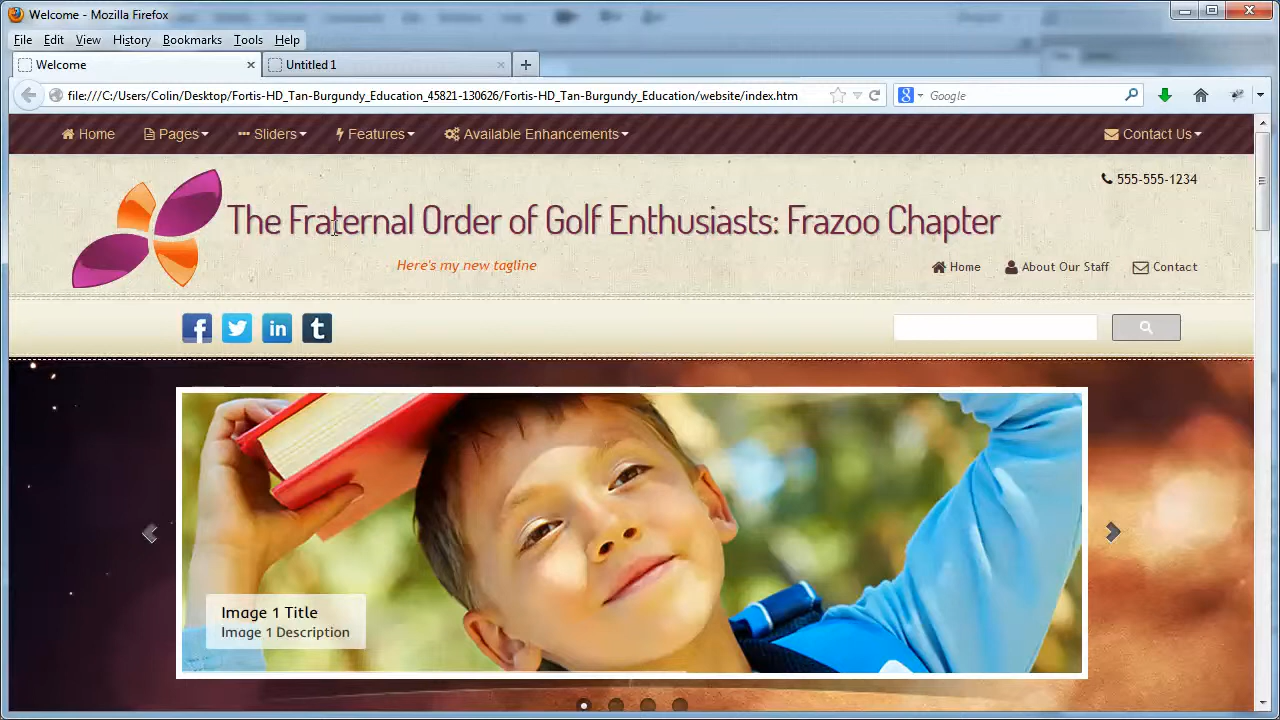 Welcome - Mozilla Firefox
File Edit View History Bookmarks Tools Help
Welcome Untitled 1
file:///C:/Users/Colin/Desktop/Fortis-HD_Tan-Burgundy_Education_45821-130626/Fortis-HD_Tan-Burgundy_Education/website/index.htm
Google
Home Pages Sliders Features Available Enhancements Contact Us
555-555-1234
The Fraternal Order of Golf Enthusiasts: Frazoo Chapter
Here's my new tagline
Home About Our Staff Contact
Image 1 Title
Image 1 Description